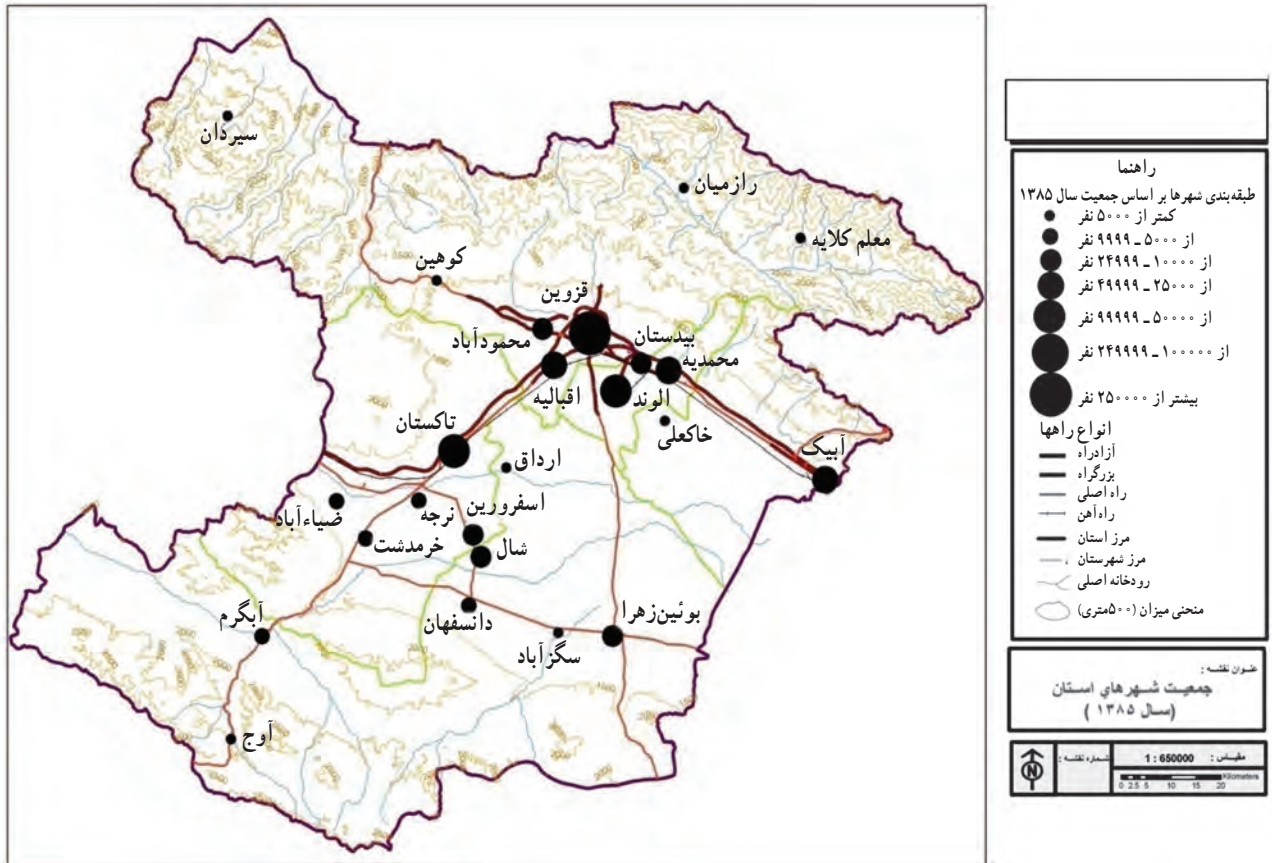 سیردان
رازمیان
معلم کلایه
کوهین
قزوین
محمودآباد
بیدستان
محمدیه
اقبالیه
الوند
خاکعلی
تاکستان
آبیک
ارداق
ضیاءآباد
نرجه
اسفرورین
خرمدشت
شال
دانسفهان
بوئین‌زهرا
سگزآباد
آبگرم
آوج
راهنما
طبقه‌بندی شهرها بر اساس جمعیت سال ۱۳۸۵
کمتر از ۵۰۰۰ نفر
از ۵۰۰۰ ـ ۹۹۹۹ نفر
از ۱۰۰۰۰ ـ ۲۴۹۹۹ نفر
از ۲۵۰۰۰ ـ ۴۹۹۹۹ نفر
از ۵۰۰۰۰ ـ ۹۹۹۹۹ نفر
از ۱۰۰۰۰۰ ـ ۲۴۹۹۹۹ نفر
بیشتر از ۲۵۰۰۰۰ نفر
انواع راهها
آزادراه
بزرگراه
راه اصلی
راه‌آهن
مرز استان
مرز شهرستان
رودخانه اصلی
منحنی میزان (۵۰۰متری)
عنوان نقشه :
جمعیت شهرهاي استان
(سال ۱۳۸۵ )
مقیاس : 1 : 650000
شماره نقشه :
Kilometers
0 2.5 5 10 15 20
N